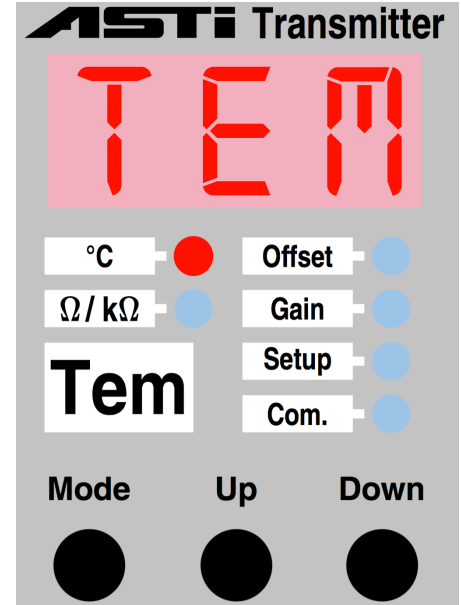 ASTi Transmitter
TEM
°C
Offset
Ω / kΩ
Gain
Setup
Tem
Com.
Mode Up Down